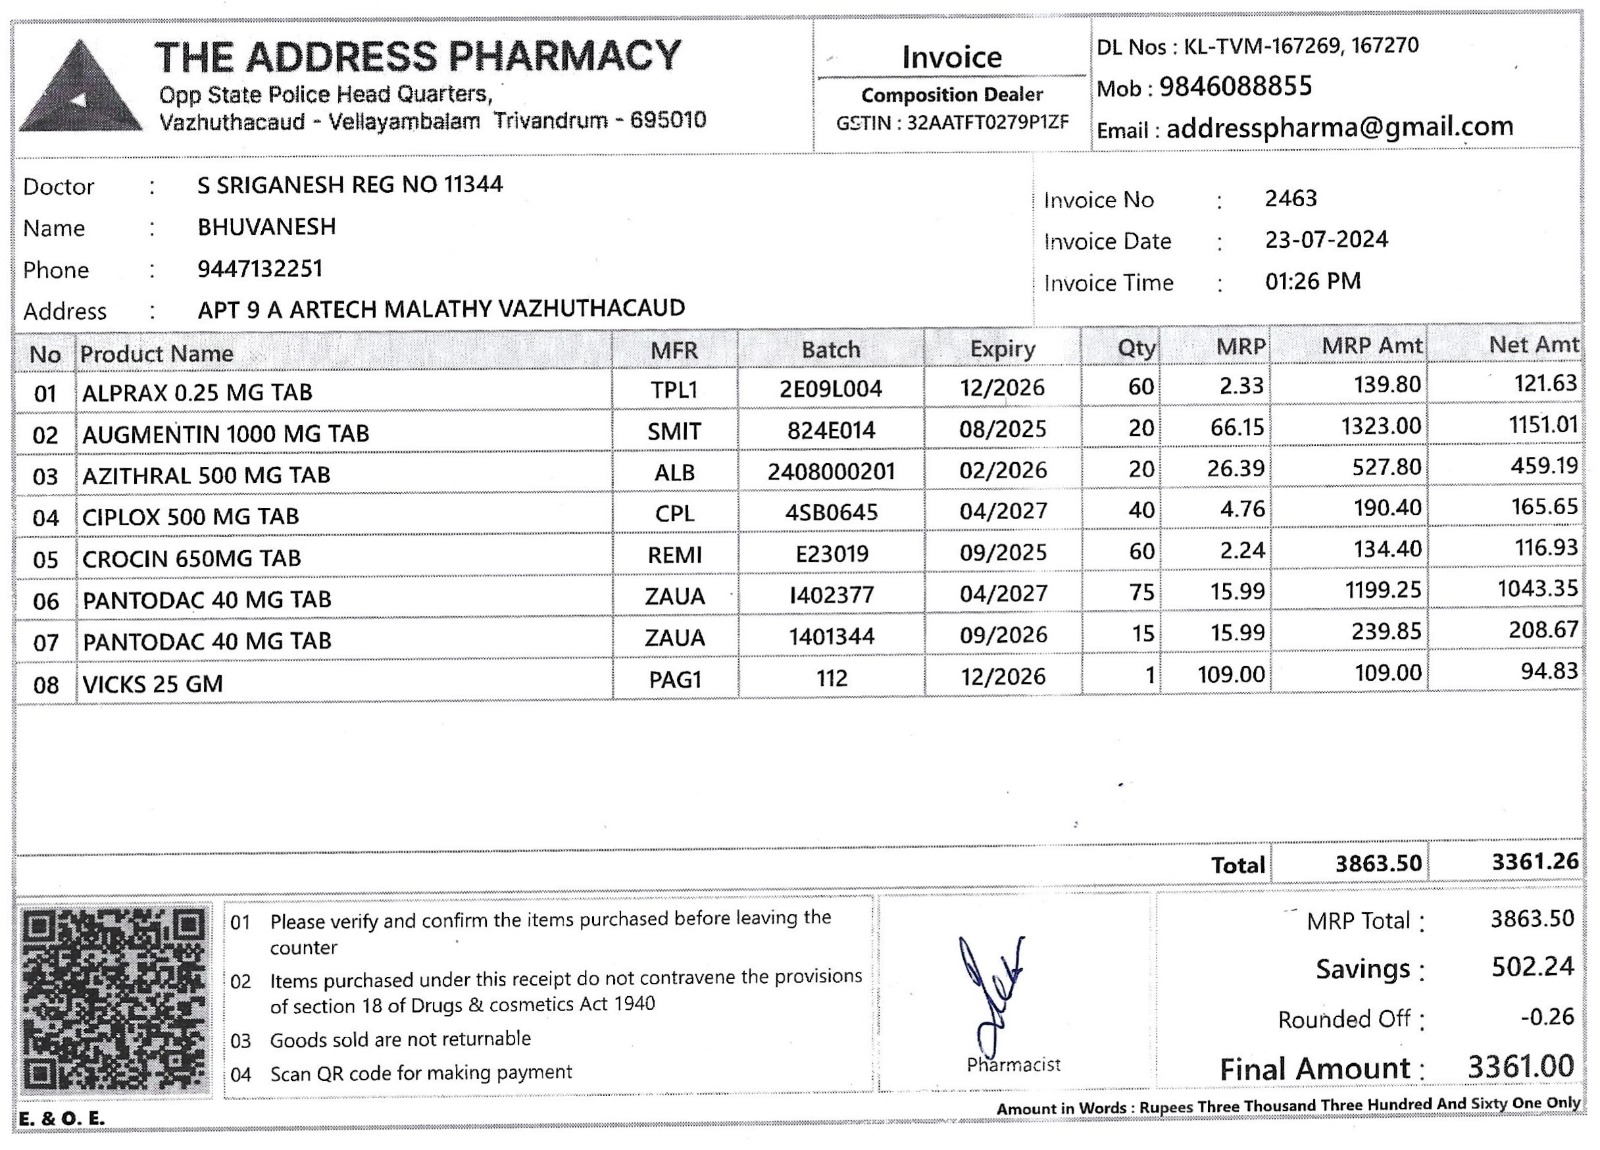 THE ADDRESS PHARMACY
Opp State Police Head Quarters,
Vazhuthacaud - Vellayambalam Trivandrum - 695010
Invoice
Composition Dealer
GSTIN : 32AATFT0279P1ZF
DL Nos : KL-TVM-167269, 167270
Mob : 9846088855
Email : addresspharma@gmail.com
Doctor : S SRIGANESH REG NO 11344
Name : BHUVANESH
Phone : 9447132251
Address : APT 9 A ARTECH MALATHY VAZHUTHACAUD
Invoice No : 2463
Invoice Date : 23-07-2024
Invoice Time : 01:26 PM
No Product Name MFR Batch Expiry Qty MRP MRP Amt Net Amt
01 ALPRAX 0.25 MG TAB TPL1 2E09L004 12/2026 60 2.33 139.80 121.63
02 AUGMENTIN 1000 MG TAB SMIT 824E014 08/2025 20 66.15 1323.00 1151.01
03 AZITHRAL 500 MG TAB ALB 2408000201 02/2026 20 26.39 527.80 459.19
04 CIPLOX 500 MG TAB CPL 4SB0645 04/2027 40 4.76 190.40 165.65
05 CROCIN 650MG TAB REMI E23019 09/2025 60 2.24 134.40 116.93
06 PANTODAC 40 MG TAB ZAUA I402377 04/2027 75 15.99 1199.25 1043.35
07 PANTODAC 40 MG TAB ZAUA 1401344 09/2026 15 15.99 239.85 208.67
08 VICKS 25 GM PAG1 112 12/2026 1 109.00 109.00 94.83
Total 3863.50 3361.26
01 Please verify and confirm the items purchased before leaving the
counter
02 Items purchased under this receipt do not contravene the provisions
of section 18 of Drugs & cosmetics Act 1940
03 Goods sold are not returnable
04 Scan QR code for making payment
Pharmacist
MRP Total : 3863.50
Savings : 502.24
Rounded Off : -0.26
Final Amount : 3361.00
E. & O. E.
Amount in Words : Rupees Three Thousand Three Hundred And Sixty One Only